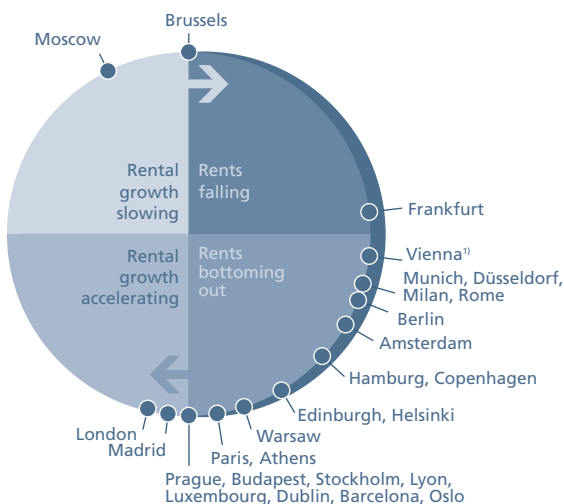 Brussels
Moscow
Rental
growth
slowing
Rents
falling
Frankfurt
Rental
growth
accelerating
Rents
bottoming
out
Vienna¹⁾
Munich, Düsseldorf,
Milan, Rome
Berlin
Amsterdam
Hamburg, Copenhagen
Edinburgh, Helsinki
Warsaw
Paris, Athens
London
Madrid
Prague, Budapest, Stockholm, Lyon,
Luxembourg, Dublin, Barcelona, Oslo